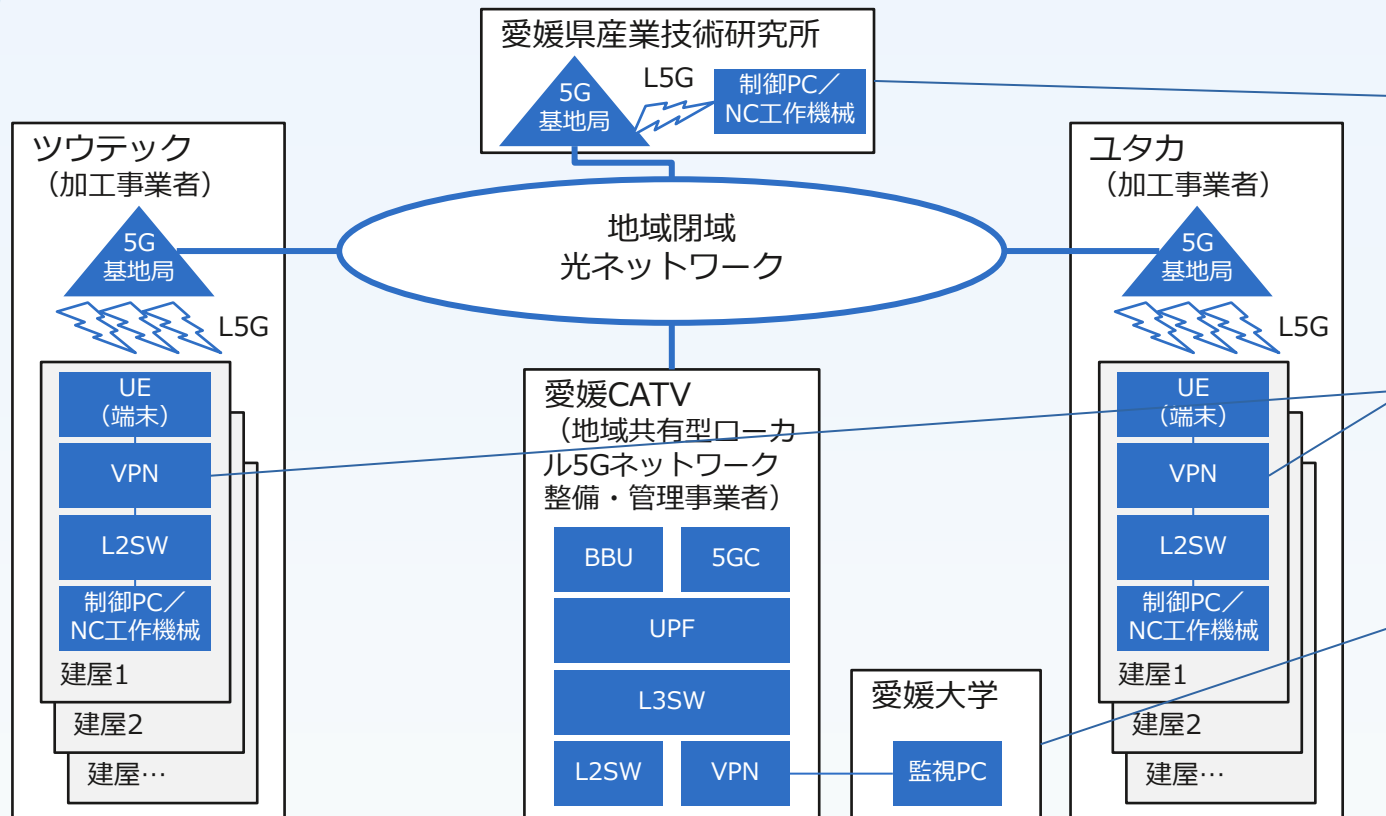 愛媛県産業技術研究所
5G
基地局
L5G
制御PC／
NC工作機械
ツウテック
（加工事業者）
5G
基地局
L5G
UE
（端末）
VPN
L2SW
制御PC／
NC工作機械
建屋1
建屋2
建屋…
地域閉域
光ネットワーク
愛媛CATV
（地域共有型ローカ
ル5Gネットワーク
整備・管理事業者）
BBU
5GC
UPF
L3SW
L2SW
VPN
愛媛大学
監視PC
ユタカ
（加工事業者）
5G
基地局
L5G
UE
（端末）
VPN
L2SW
制御PC／
NC工作機械
建屋1
建屋2
建屋…